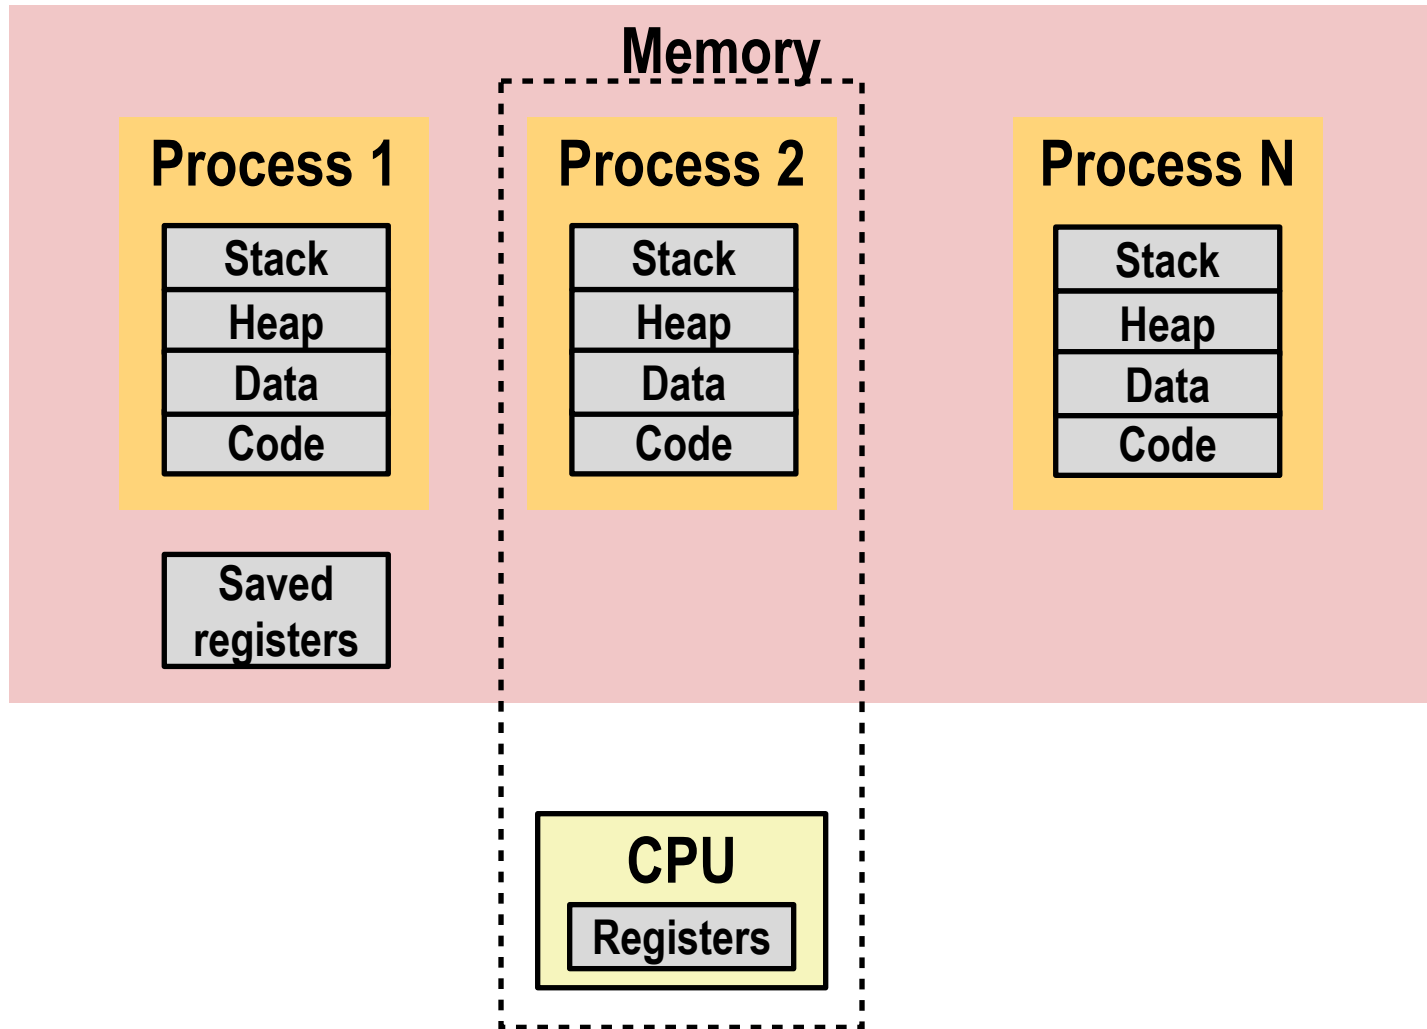 Memory
Process 1
Stack
Heap
Data
Code
Saved
registers
Process 2
Stack
Heap
Data
Code
Process N
Stack
Heap
Data
Code
CPU
Registers